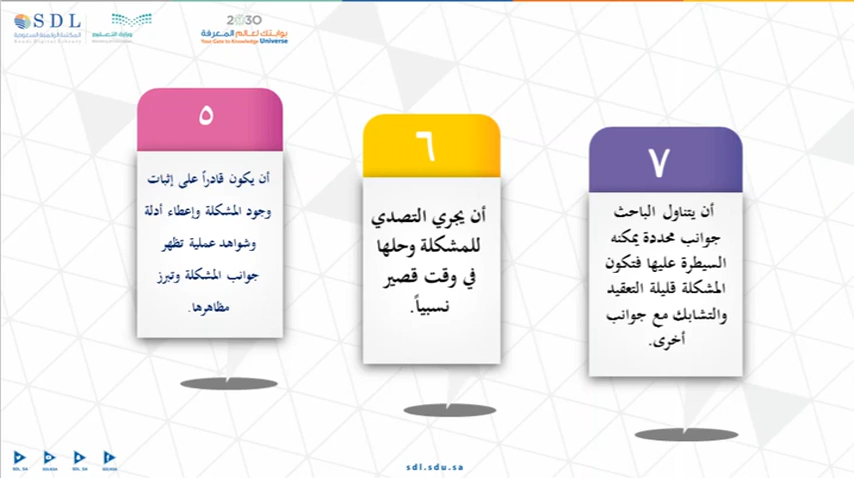 SDL
المكتبة الرقمية السعودية
Saudi Digital Library
وزارة التعليم
2030
بوابتك لعالم المعرفة
Your Gate to Knowledge Universe
٥
أن يكون قادراً على إثبات
وجود المشكلة وإعطاء أدلة
وشواهد عملية تظهر
جوانب المشكلة وتبرز
مظاهرها.
٦
أن يجري التصدي
للمشكلة وحلها
في وقت قصير
نسبياً.
٧
أن يتناول الباحث
جوانب محددة يمكنه
السيطرة عليها فتكون
المشكلة قليلة التعقيد
والتشابك مع جوانب
أخرى.
sdl.sdu.sa